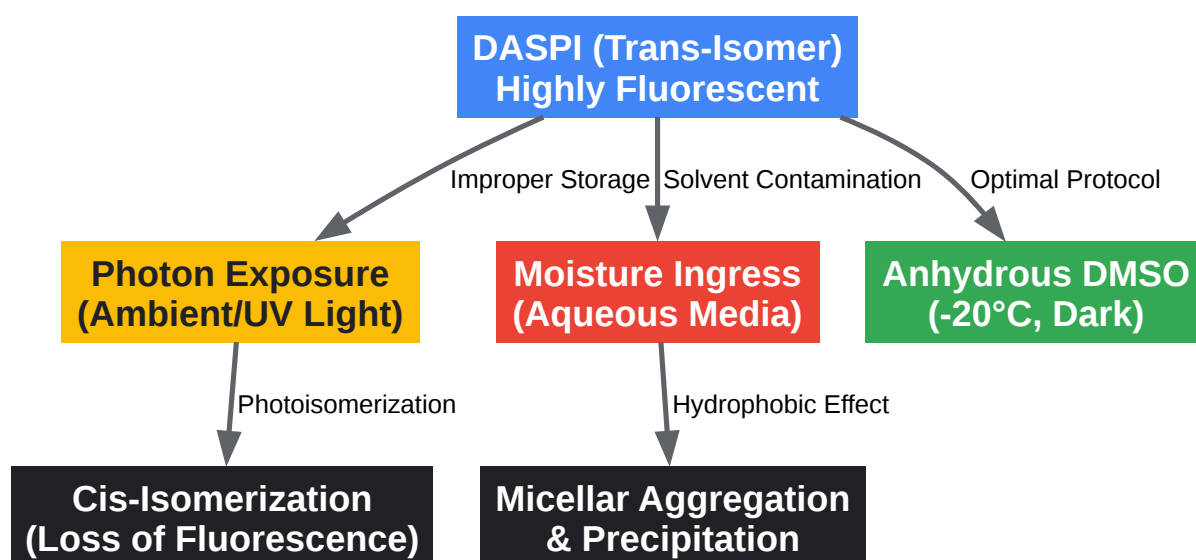 DASPI (Trans-Isomer)
Highly Fluorescent
Improper Storage
Solvent Contamination
Optimal Protocol
Photon Exposure
(Ambient/UV Light)
Moisture Ingress
(Aqueous Media)
Anhydrous DMSO
(-20°C, Dark)
Photoisomerization
Hydrophobic Effect
Cis-Isomerization
(Loss of Fluorescence)
Micellar Aggregation
& Precipitation